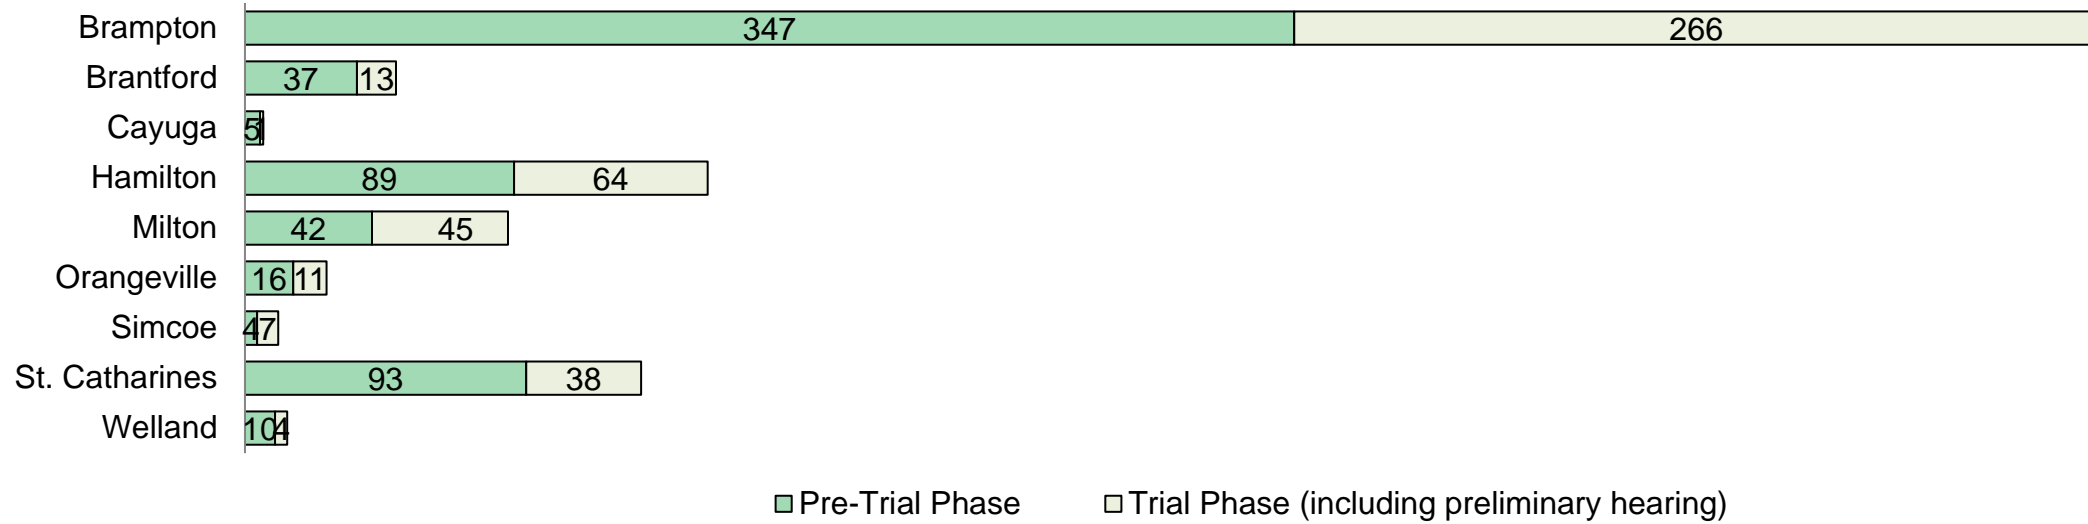 Brampton 347 266
Brantford 37 13
Cayuga 5 1
Hamilton 89 64
Milton 42 45
Orangeville 16 11
Simcoe 4 7
St. Catharines 93 38
Welland 10 4
Pre-Trial Phase Trial Phase (including preliminary hearing)